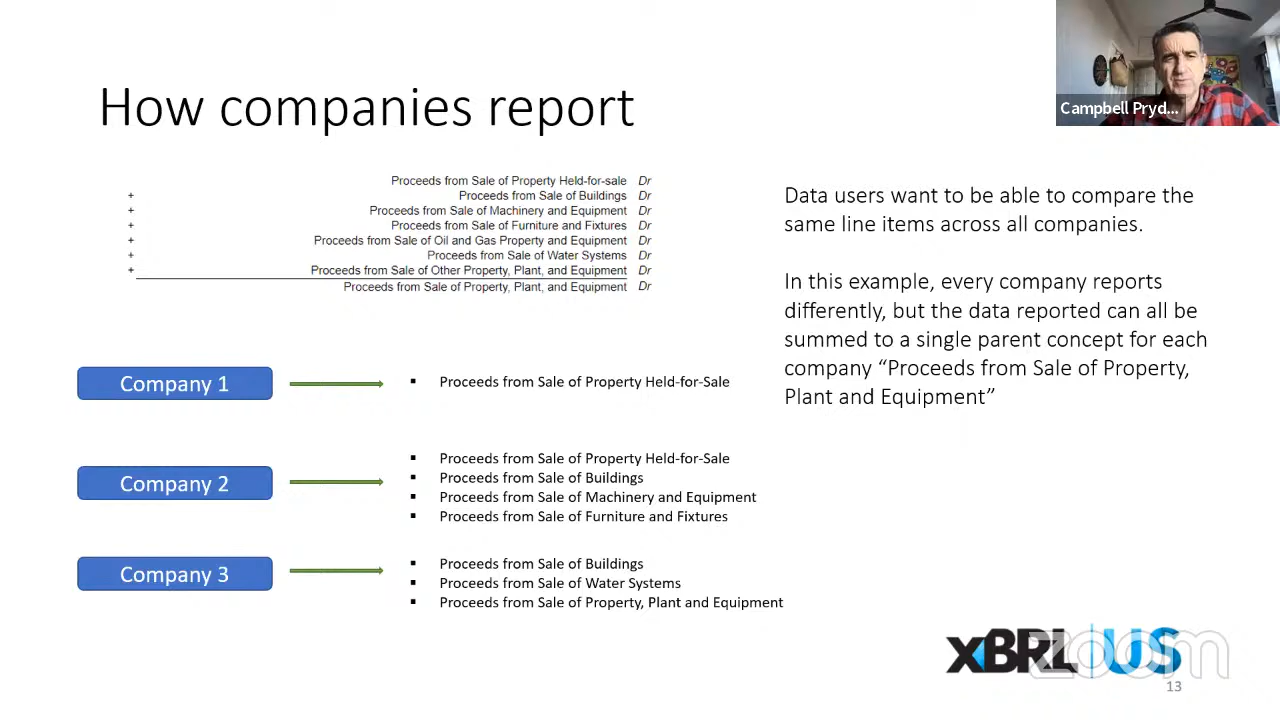 How companies report
Campbell Pryd...
Proceeds from Sale of Property Held-for-sale Dr
+ Proceeds from Sale of Buildings Dr
+ Proceeds from Sale of Machinery and Equipment Dr
+ Proceeds from Sale of Furniture and Fixtures Dr
+ Proceeds from Sale of Oil and Gas Property and Equipment Dr
+ Proceeds from Sale of Water Systems Dr
+ Proceeds from Sale of Other Property, Plant, and Equipment Dr
Proceeds from Sale of Property, Plant, and Equipment Dr
Data users want to be able to compare the
same line items across all companies.
In this example, every company reports
differently, but the data reported can all be
summed to a single parent concept for each
company “Proceeds from Sale of Property,
Plant and Equipment”
Company 1
▪ Proceeds from Sale of Property Held-for-Sale
Company 2
▪ Proceeds from Sale of Property Held-for-Sale
▪ Proceeds from Sale of Buildings
▪ Proceeds from Sale of Machinery and Equipment
▪ Proceeds from Sale of Furniture and Fixtures
Company 3
▪ Proceeds from Sale of Buildings
▪ Proceeds from Sale of Water Systems
▪ Proceeds from Sale of Property, Plant and Equipment
XBRL US
zoom
13